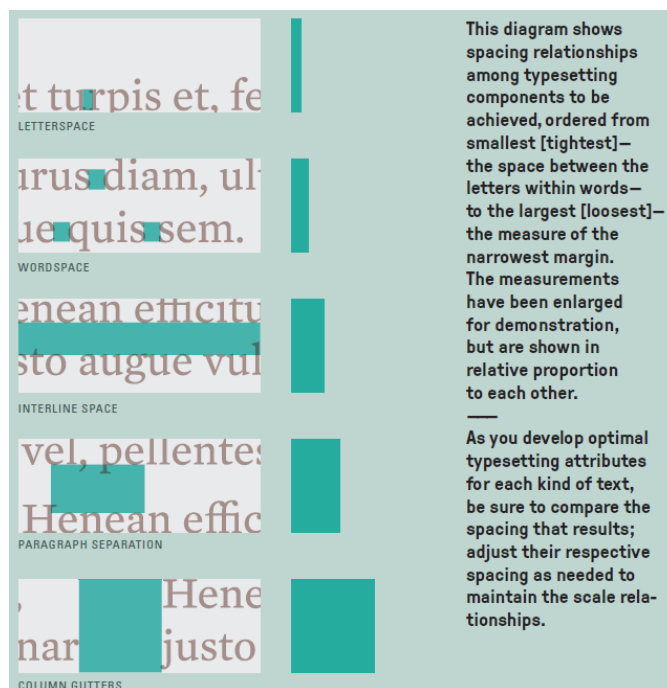 et turpis et, fe
LETTERSPACE
urus diam, ul
ue quis sem.
WORDSPACE
enean efficitu
sto augue vul
INTERLINE SPACE
vel, pellentes
Henean effic
PARAGRAPH SEPARATION
, Hene
nar justo
COLUMN GUTTERS
This diagram shows
spacing relationships
among typesetting
components to be
achieved, ordered from
smallest [tightest]—
the space between the
letters within words—
to the largest [loosest]—
the measure of the
narrowest margin.
The measurements
have been enlarged
for demonstration,
but are shown in
relative proportion
to each other.
As you develop optimal
typesetting attributes
for each kind of text,
be sure to compare the
spacing that results;
adjust their respective
spacing as needed to
maintain the scale rela-
tionships.